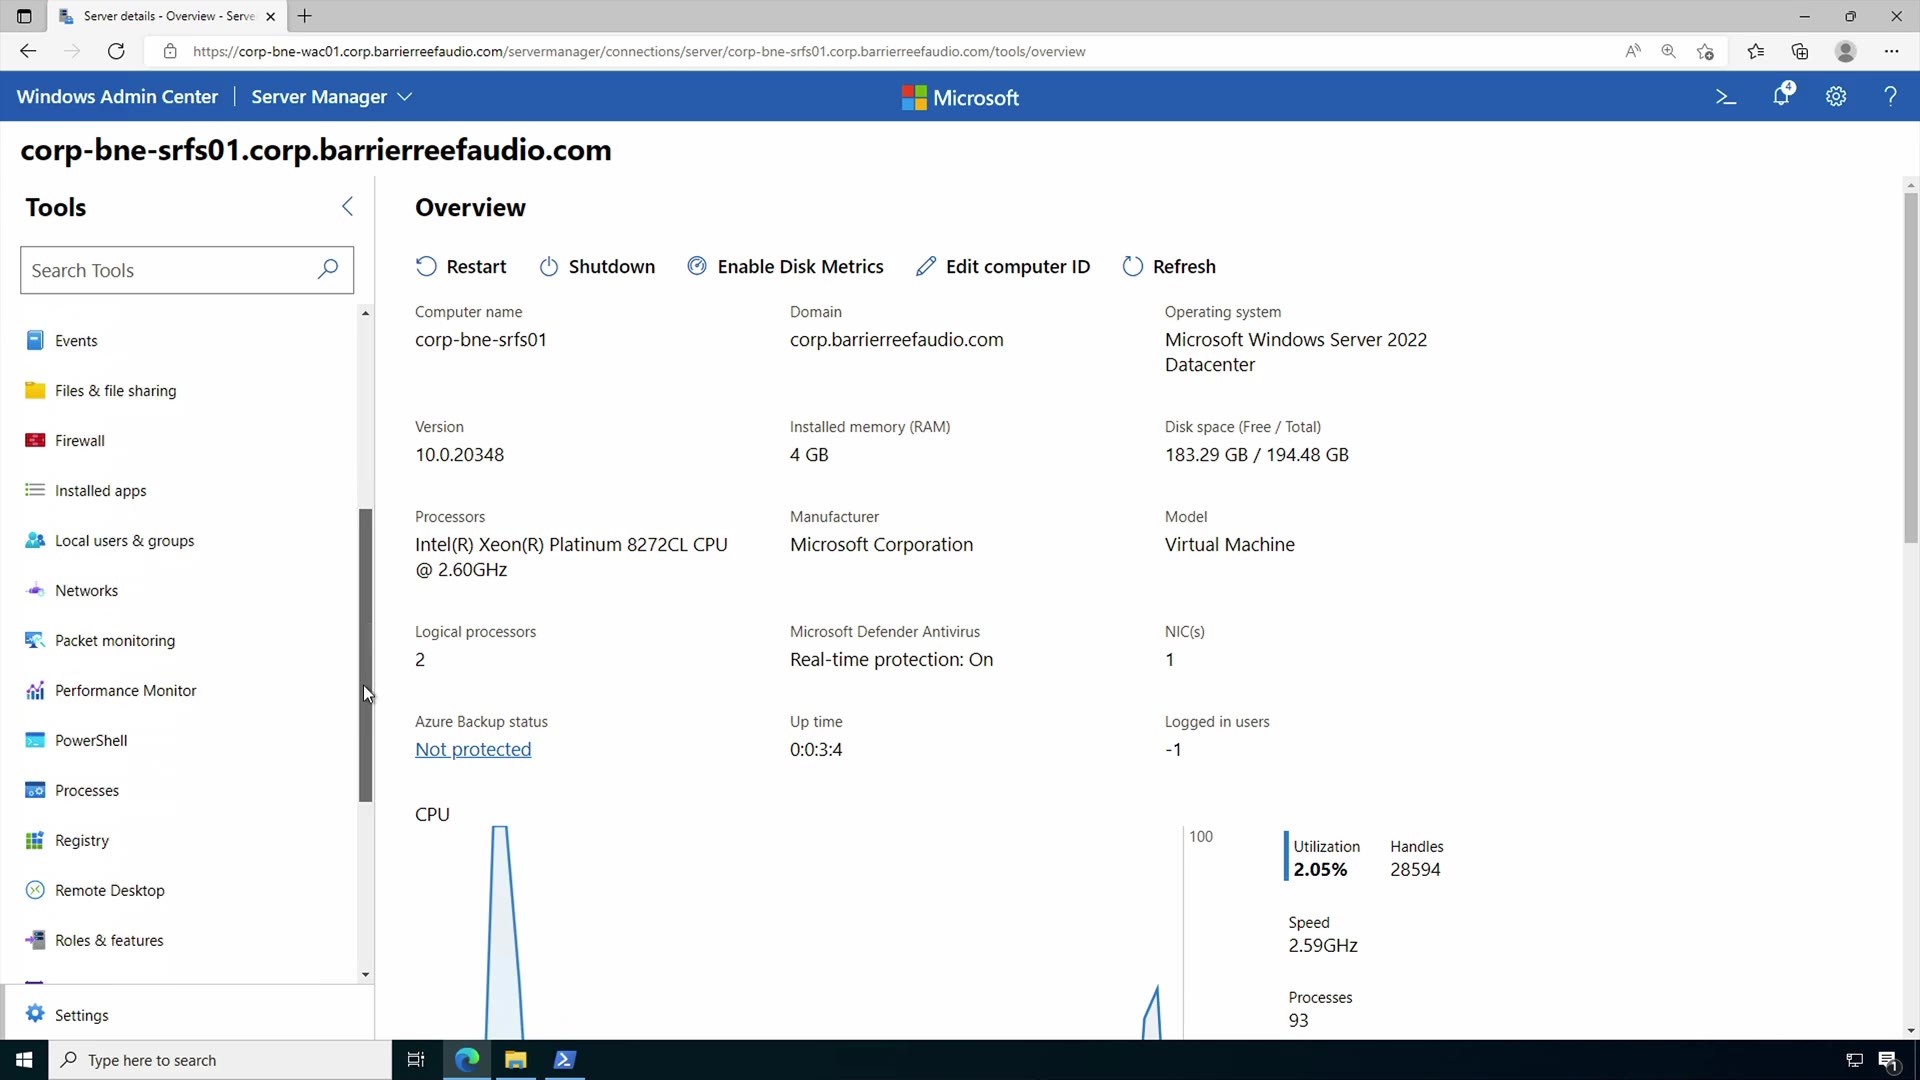 Server details - Overview - Serve
https://corp-bne-wac01.corp.barrierreefaudio.com/servermanager/connections/server/corp-bne-srfs01.corp.barrierreefaudio.com/tools/overview
Windows Admin Center
Server Manager
Microsoft
4
corp-bne-srfs01.corp.barrierreefaudio.com
Tools
Search Tools
Events
Files & file sharing
Firewall
Installed apps
Local users & groups
Networks
Packet monitoring
Performance Monitor
PowerShell
Processes
Registry
Remote Desktop
Roles & features
Settings
Overview
Restart
Shutdown
Enable Disk Metrics
Edit computer ID
Refresh
Computer name
corp-bne-srfs01
Domain
corp.barrierreefaudio.com
Operating system
Microsoft Windows Server 2022
Datacenter
Version
10.0.20348
Installed memory (RAM)
4 GB
Disk space (Free / Total)
183.29 GB / 194.48 GB
Processors
Intel(R) Xeon(R) Platinum 8272CL CPU
@ 2.60GHz
Manufacturer
Microsoft Corporation
Model
Virtual Machine
Logical processors
2
Microsoft Defender Antivirus
Real-time protection: On
NIC(s)
1
Azure Backup status
Not protected
Up time
0:0:3:4
Logged in users
-1
CPU
100
Utilization
2.05%
Handles
28594
Speed
2.59GHz
Processes
93
Type here to search
1